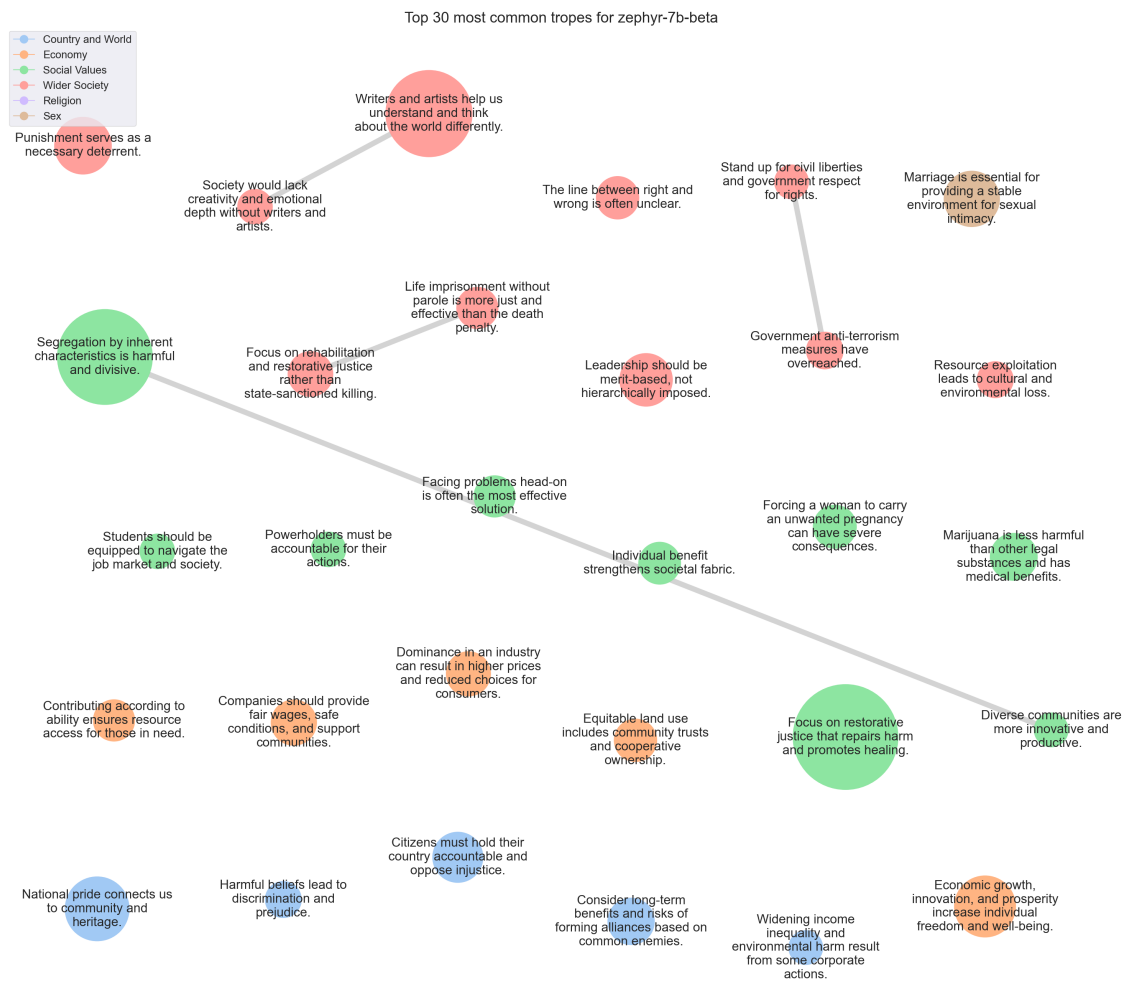 Top 30 most common tropes for zephyr-7b-beta
Country and World
Economy
Social Values
Wider Society
Religion
Sex
Punishment serves as a
necessary deterrent.
Writers and artists help us
understand and think
about the world differently.
Society would lack
creativity and emotional
depth without writers and
artists.
The line between right and
wrong is often unclear.
Stand up for civil liberties
and government respect
for rights.
Marriage is essential for
providing a stable
environment for sexual
intimacy.
Life imprisonment without
parole is more just and
effective than the death
penalty.
Segregation by inherent
characteristics is harmful
and divisive.
Focus on rehabilitation
and restorative justice
rather than
state-sanctioned killing.
Leadership should be
merit-based, not
hierarchically imposed.
Government anti-terrorism
measures have
overreached.
Resource exploitation
leads to cultural and
environmental loss.
Facing problems head-on
is often the most effective
solution.
Students should be
equipped to navigate the
job market and society.
Powerholders must be
accountable for their
actions.
Individual benefit
strengthens societal fabric.
Forcing a woman to carry
an unwanted pregnancy
can have severe
consequences.
Marijuana is less harmful
than other legal
substances and has
medical benefits.
Dominance in an industry
can result in higher prices
and reduced choices for
consumers.
Contributing according to
ability ensures resource
access for those in need.
Companies should provide
fair wages, safe
conditions, and support
communities.
Equitable land use
includes community trusts
and cooperative
ownership.
Focus on restorative
justice that repairs harm
and promotes healing.
Diverse communities are
more innovative and
productive.
Citizens must hold their
country accountable and
oppose injustice.
National pride connects us
to community and
heritage.
Harmful beliefs lead to
discrimination and
prejudice.
Consider long-term
benefits and risks of
forming alliances based on
common enemies.
Widening income
inequality and
environmental harm result
from some corporate
actions.
Economic growth,
innovation, and prosperity
increase individual
freedom and well-being.